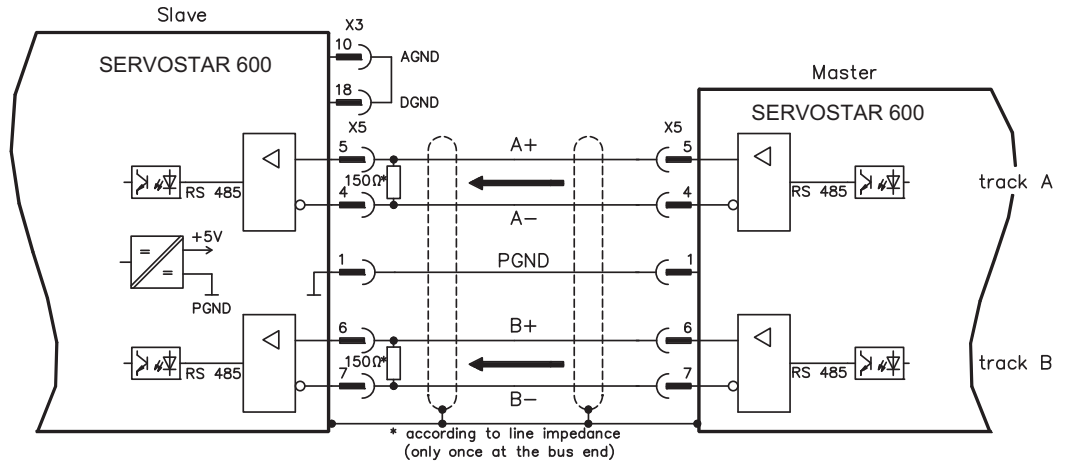 Slave
X3
10
AGND
SERVOSTAR 600
18
DGND
Master
SERVOSTAR 600
X5
X5
5
A+
5
150Ω*
RS 485
RS 485
track A
4
A-
4
+5V
=
=
1
PGND
1
PGND
6
B+
6
150Ω*
RS 485
RS 485
track B
7
B-
7
* according to line impedance
(only once at the bus end)